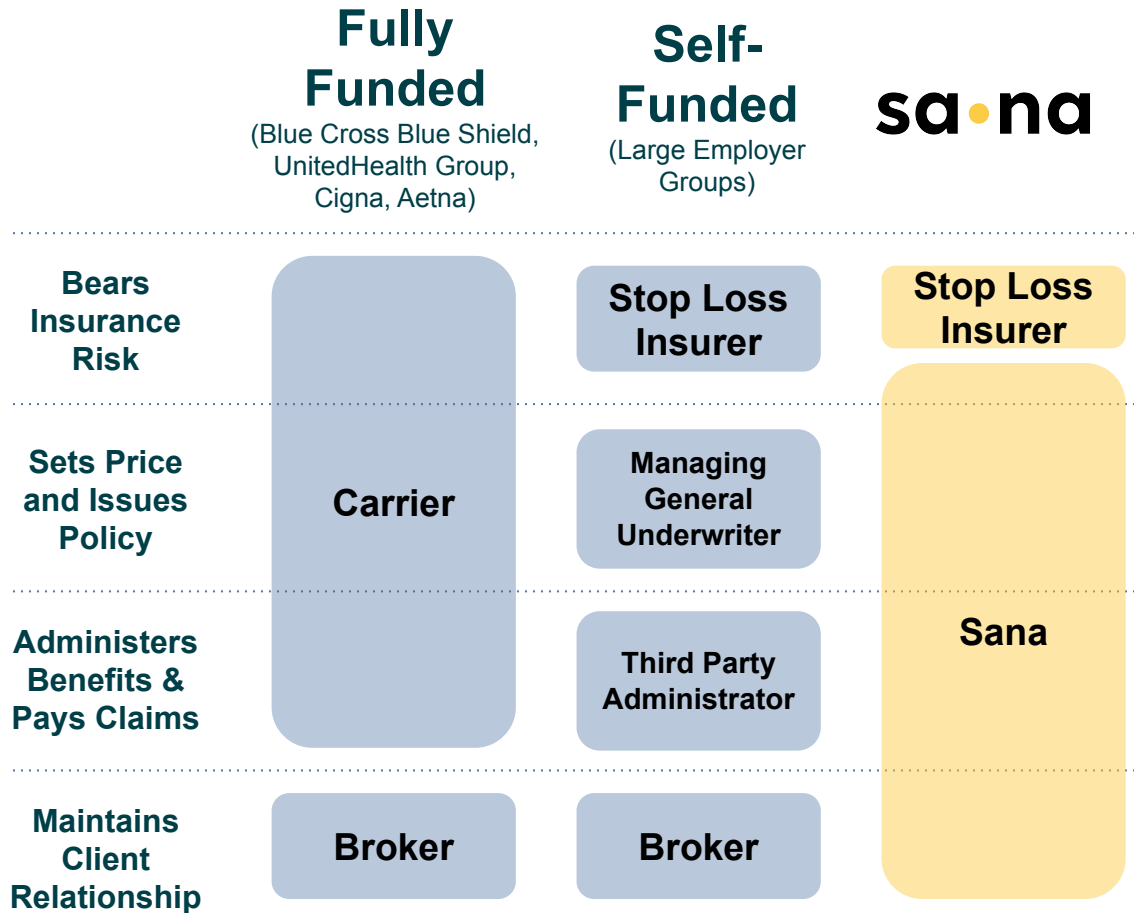 Fully
Funded
(Blue Cross Blue Shield,
UnitedHealth Group,
Cigna, Aetna)
Self-
Funded
(Large Employer
Groups)
sa•na
Bears
Insurance
Risk
Stop Loss
Insurer
Stop Loss
Insurer
Sets Price
and Issues
Policy
Carrier
Managing
General
Underwriter
Administers
Benefits &
Pays Claims
Third Party
Administrator
Sana
Maintains
Client
Relationship
Broker
Broker